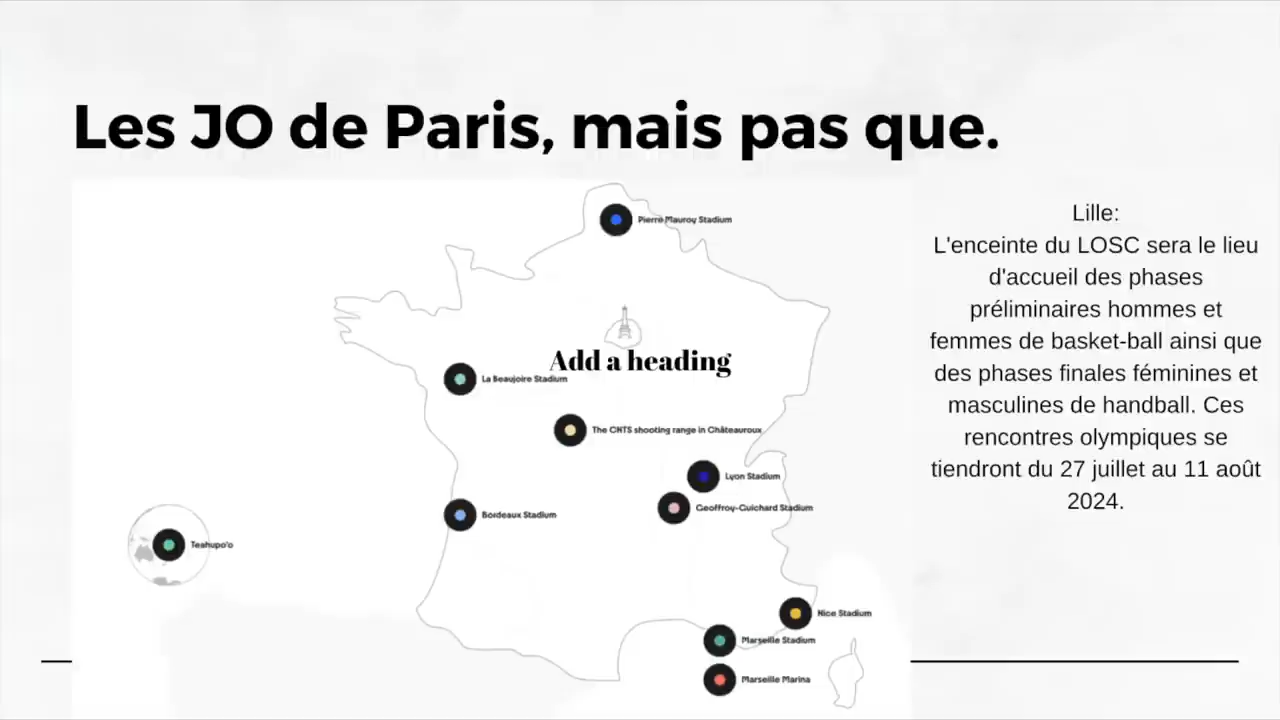 Les JO de Paris, mais pas que.
Pierre Mauroy Stadium
Add a heading
La Beaujoire Stadium
The CNTS shooting range in Châteauroux
Lyon Stadium
Geoffroy-Guichard Stadium
Bordeaux Stadium
Teahupo'o
Nice Stadium
Marseille Stadium
Marseille Marina
Lille:
L'enceinte du LOSC sera le lieu
d'accueil des phases
préliminaires hommes et
femmes de basket-ball ainsi que
des phases finales féminines et
masculines de handball. Ces
rencontres olympiques se
tiendront du 27 juillet au 11 août
2024.